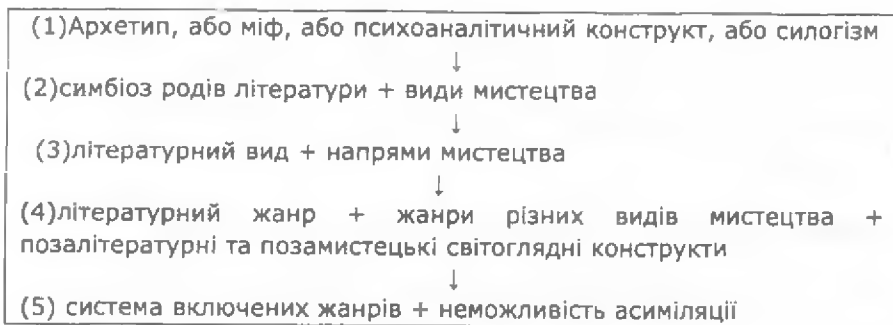 (1)Архетип, або міф, або психоаналітичний конструкт, або силогізм
↓
(2)симбіоз родів літератури + види мистецтва
↓
(3)літературний вид + напрями мистецтва
↓
(4)літературний жанр + жанри різних видів мистецтва +
позалітературні та позамистецькі світоглядні конструкти
↓
(5) система включених жанрів + неможливість асиміляції